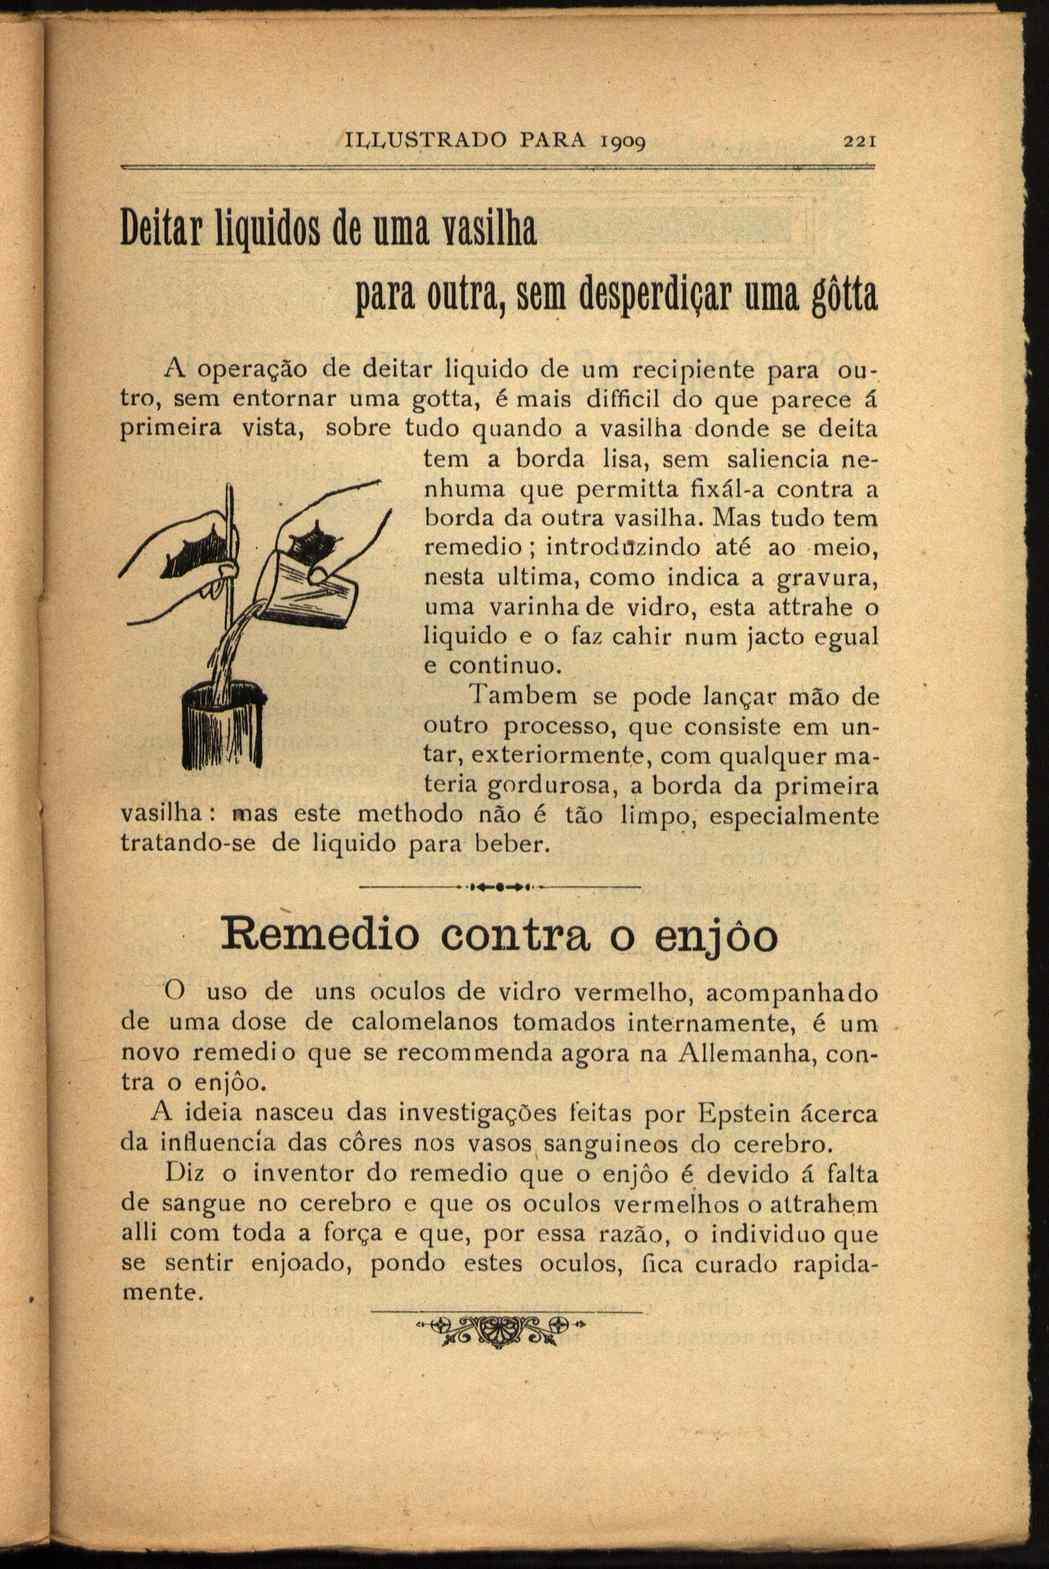 ILLUSTRADO PARA 1909 221
Deitar liquidos de uma vasilha
para outra, sem desperdiçar uma gôtta
A operação de deitar liquido de um recipiente para ou-
tro, sem entornar uma gotta, é mais difficil do que parece á
primeira vista, sobre tudo quando a vasilha donde se deita
tem a borda lisa, sem saliencia ne-
nhuma que permitta fixál-a contra a
borda da outra vasilha. Mas tudo tem
remedio; introduzindo até ao meio,
nesta ultima, como indica a gravura,
uma varinha de vidro, esta attrahe o
liquido e o faz cahir num jacto egual
e continuo.
Tambem se pode lançar mão de
outro processo, que consiste em un-
tar, exteriormente, com qualquer ma-
teria gordurosa, a borda da primeira
vasilha: mas este methodo não é tão limpo, especialmente
tratando-se de liquido para beber.
Remedio contra o enjôo
O uso de uns oculos de vidro vermelho, acompanhado
de uma dose de calomelanos tomados internamente, é um
novo remedio que se recommenda agora na Allemanha, con-
tra o enjôo.
A ideia nasceu das investigações feitas por Epstein ácerca
da influencia das côres nos vasos sanguineos do cerebro.
Diz o inventor do remedio que o enjôo é devido á falta
de sangue no cerebro e que os oculos vermelhos o attrahem
alli com toda a força e que, por essa razão, o individuo que
se sentir enjoado, pondo estes oculos, fica curado rapida-
mente.